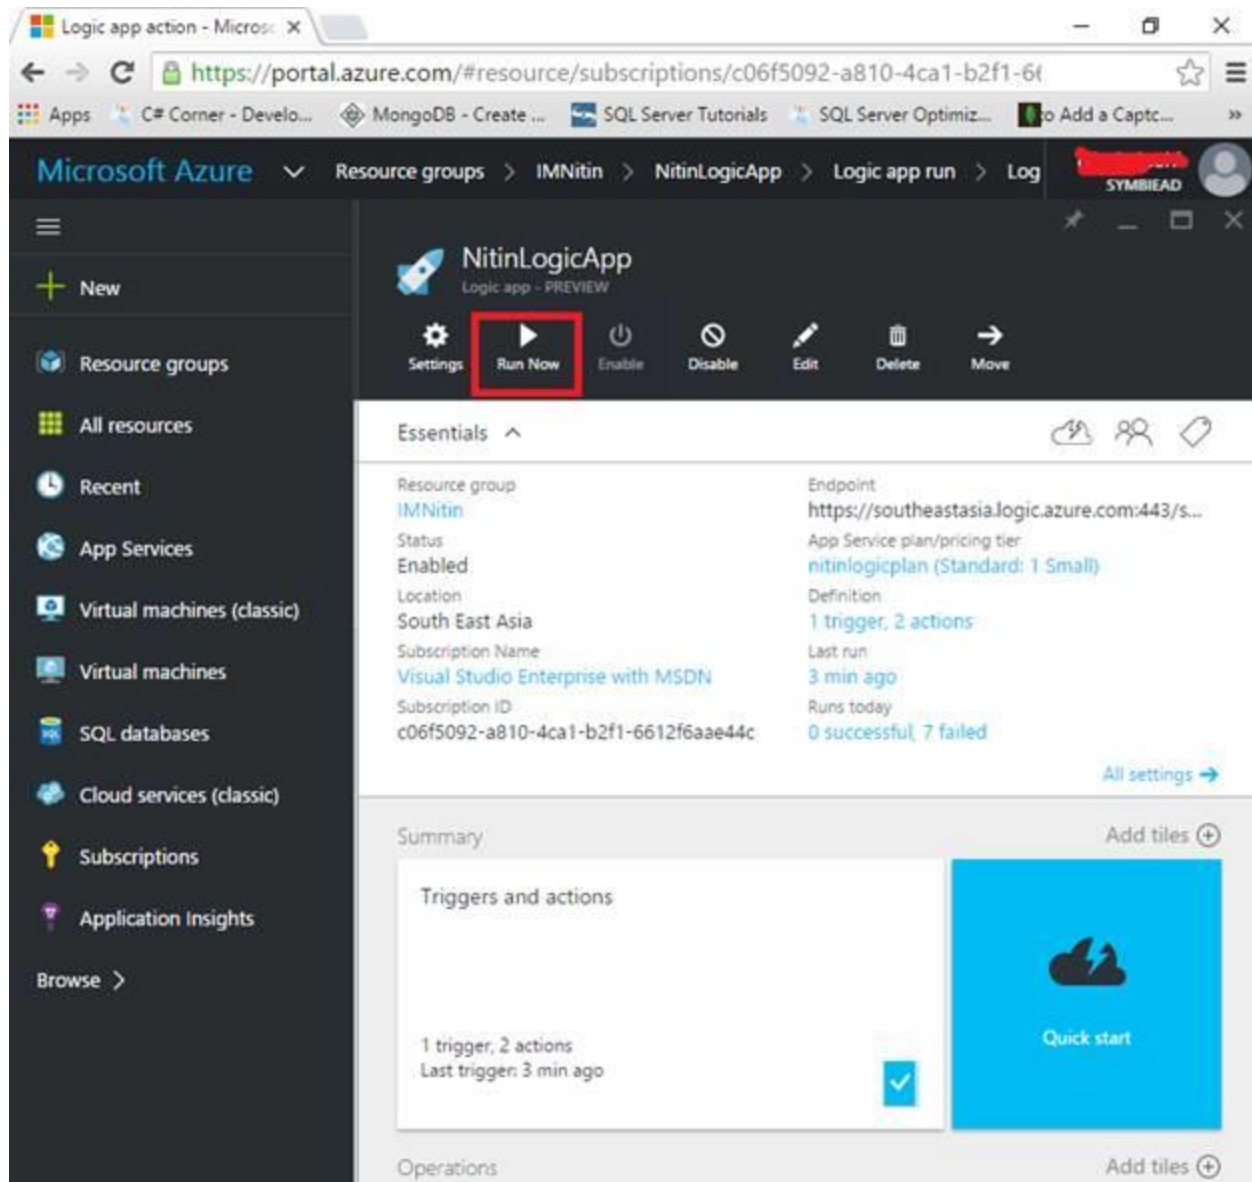 Logic app action - Micros
https://portal.azure.com/#resource/subscriptions/c06f5092-a810-4ca1-b2f1-66
Apps C# Corner - Develo... MongoDB - Create ... SQL Server Tutorials SQL Server Optimiz... to Add a Captc... »
Microsoft Azure Resource groups > IMNitin > NitinLogicApp > Logic app run > Log
SYMBIEAD
NitinLogicApp
Logic app - PREVIEW
New
Settings Run Now Enable Disable Edit Delete Move
Resource groups
All resources
Recent
App Services
Virtual machines (classic)
Virtual machines
SQL databases
Cloud services (classic)
Subscriptions
Application Insights
Browse >
Essentials
Resource group
IMNitin
Status
Enabled
Location
South East Asia
Subscription Name
Visual Studio Enterprise with MSDN
Subscription ID
c06f5092-a810-4ca1-b2f1-6612f6aae44c
Endpoint
https://southeastasia.logic.azure.com:443/s...
App Service plan/pricing tier
nitinlogicplan (Standard: 1 Small)
Definition
1 trigger, 2 actions
Last run
3 min ago
Runs today
0 successful, 7 failed
All settings →
Summary Add tiles
Triggers and actions
1 trigger, 2 actions
Last trigger: 3 min ago
Quick start
Operations Add tiles